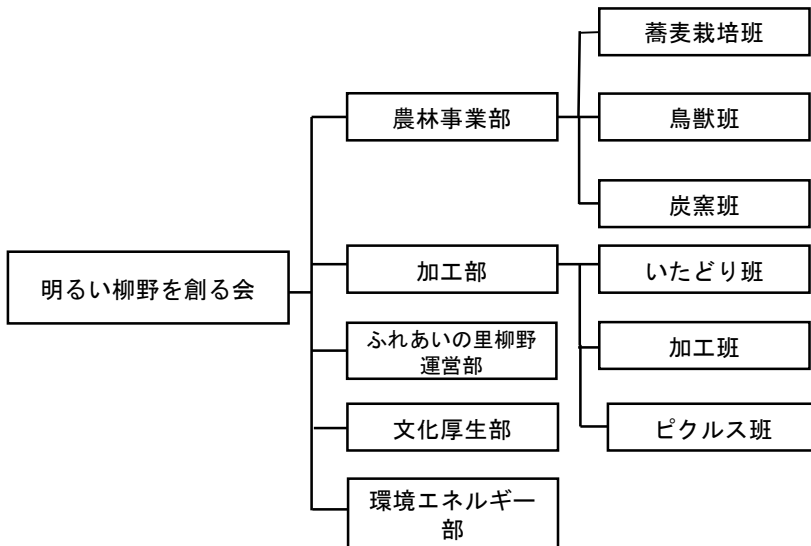 明るい柳野を創る会
農林事業部
蕎麦栽培班
鳥獣班
炭窯班
加工部
いたどり班
加工班
ピクルス班
ふれあいの里柳野
運営部
文化厚生部
環境エネルギー
部